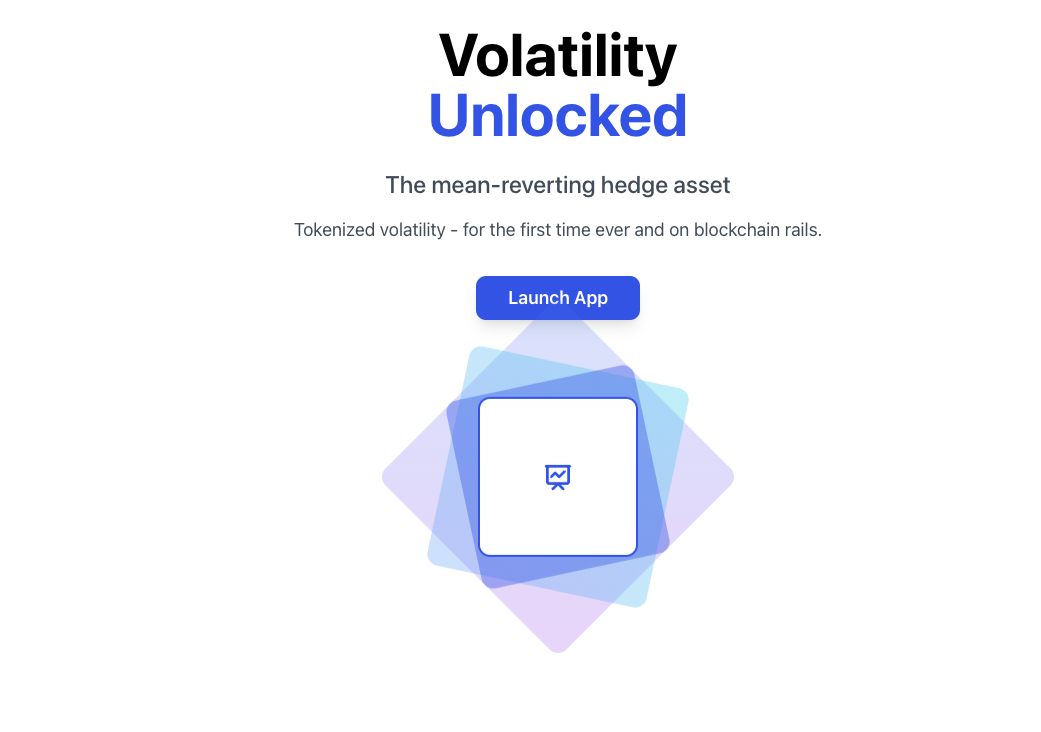 Volatility
Unlocked
The mean-reverting hedge asset
Tokenized volatility - for the first time ever and on blockchain rails.
Launch App